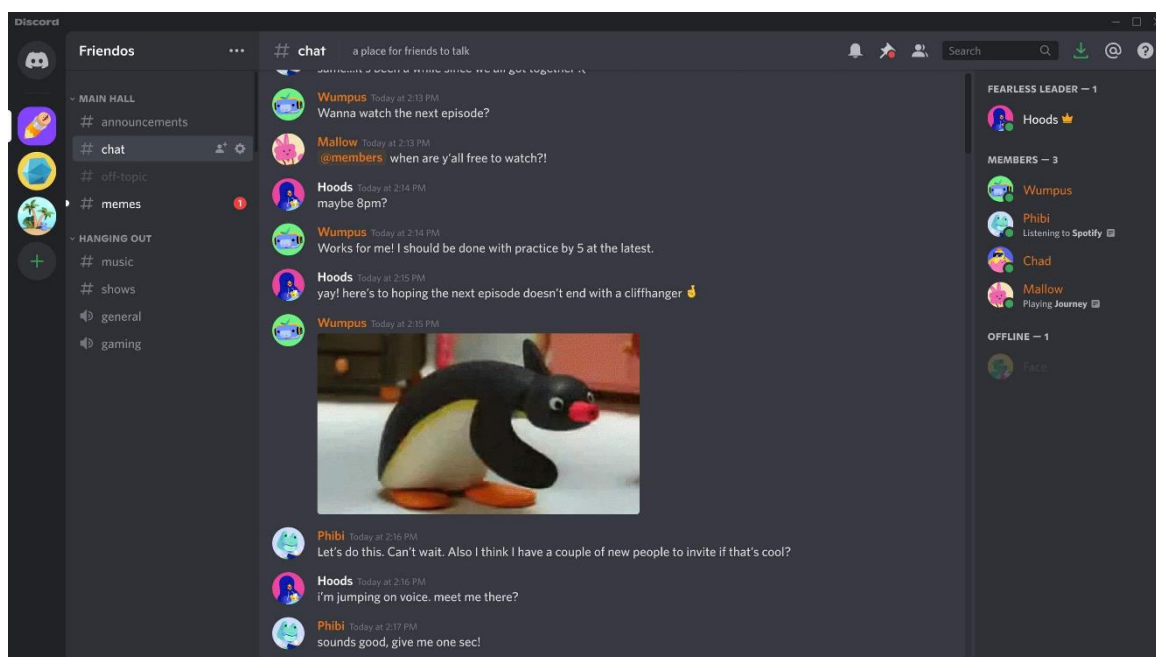 Discord
Friendos
MAIN HALL
# announcements
# chat
# off-topic
# memes
1
HANGING OUT
# music
# shows
general
gaming
# chat
a place for friends to talk
Search
Wumpus Today at 2:13 PM
Wanna watch the next episode?
Mallow Today at 2:13 PM
@members when are y'all free to watch?!
Hoods Today at 2:14 PM
maybe 8pm?
Wumpus Today at 2:14 PM
Works for me! I should be done with practice by 5 at the latest.
Hoods Today at 2:15 PM
yay! here's to hoping the next episode doesn't end with a cliffhanger 🤞
Wumpus Today at 2:15 PM
Phibi Today at 2:16 PM
Let's do this. Can't wait. Also I think I have a couple of new people to invite if that's cool?
Hoods Today at 2:16 PM
i'm jumping on voice. meet me there?
Phibi Today at 2:17 PM
sounds good, give me one sec!
FEARLESS LEADER — 1
Hoods 👑
MEMBERS — 3
Wumpus
Phibi
Listening to Spotify
Chad
Mallow
Playing Journey
OFFLINE — 1
Face